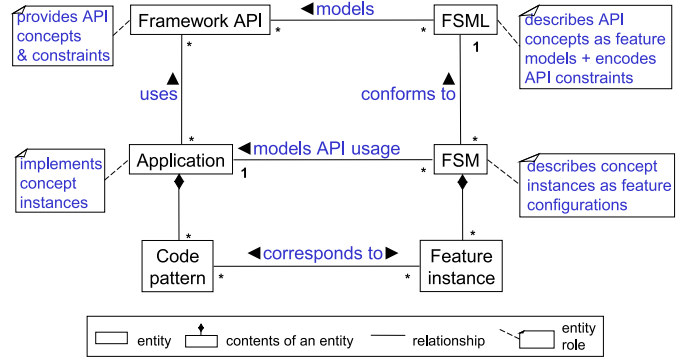 provides API
concepts
& constraints
Framework API
◀ models
FSML
describes API
concepts as feature
models + encodes
API constraints
*
*
*
*
1
▲
uses
▲
conforms to
*
*
implements
concept
instances
Application
◀ models API usage
FSM
1
*
describes concept
instances as feature
configurations
*
*
Code
pattern
◀ corresponds to ▶
Feature
instance
*
*
entity
contents of an entity
relationship
entity
role